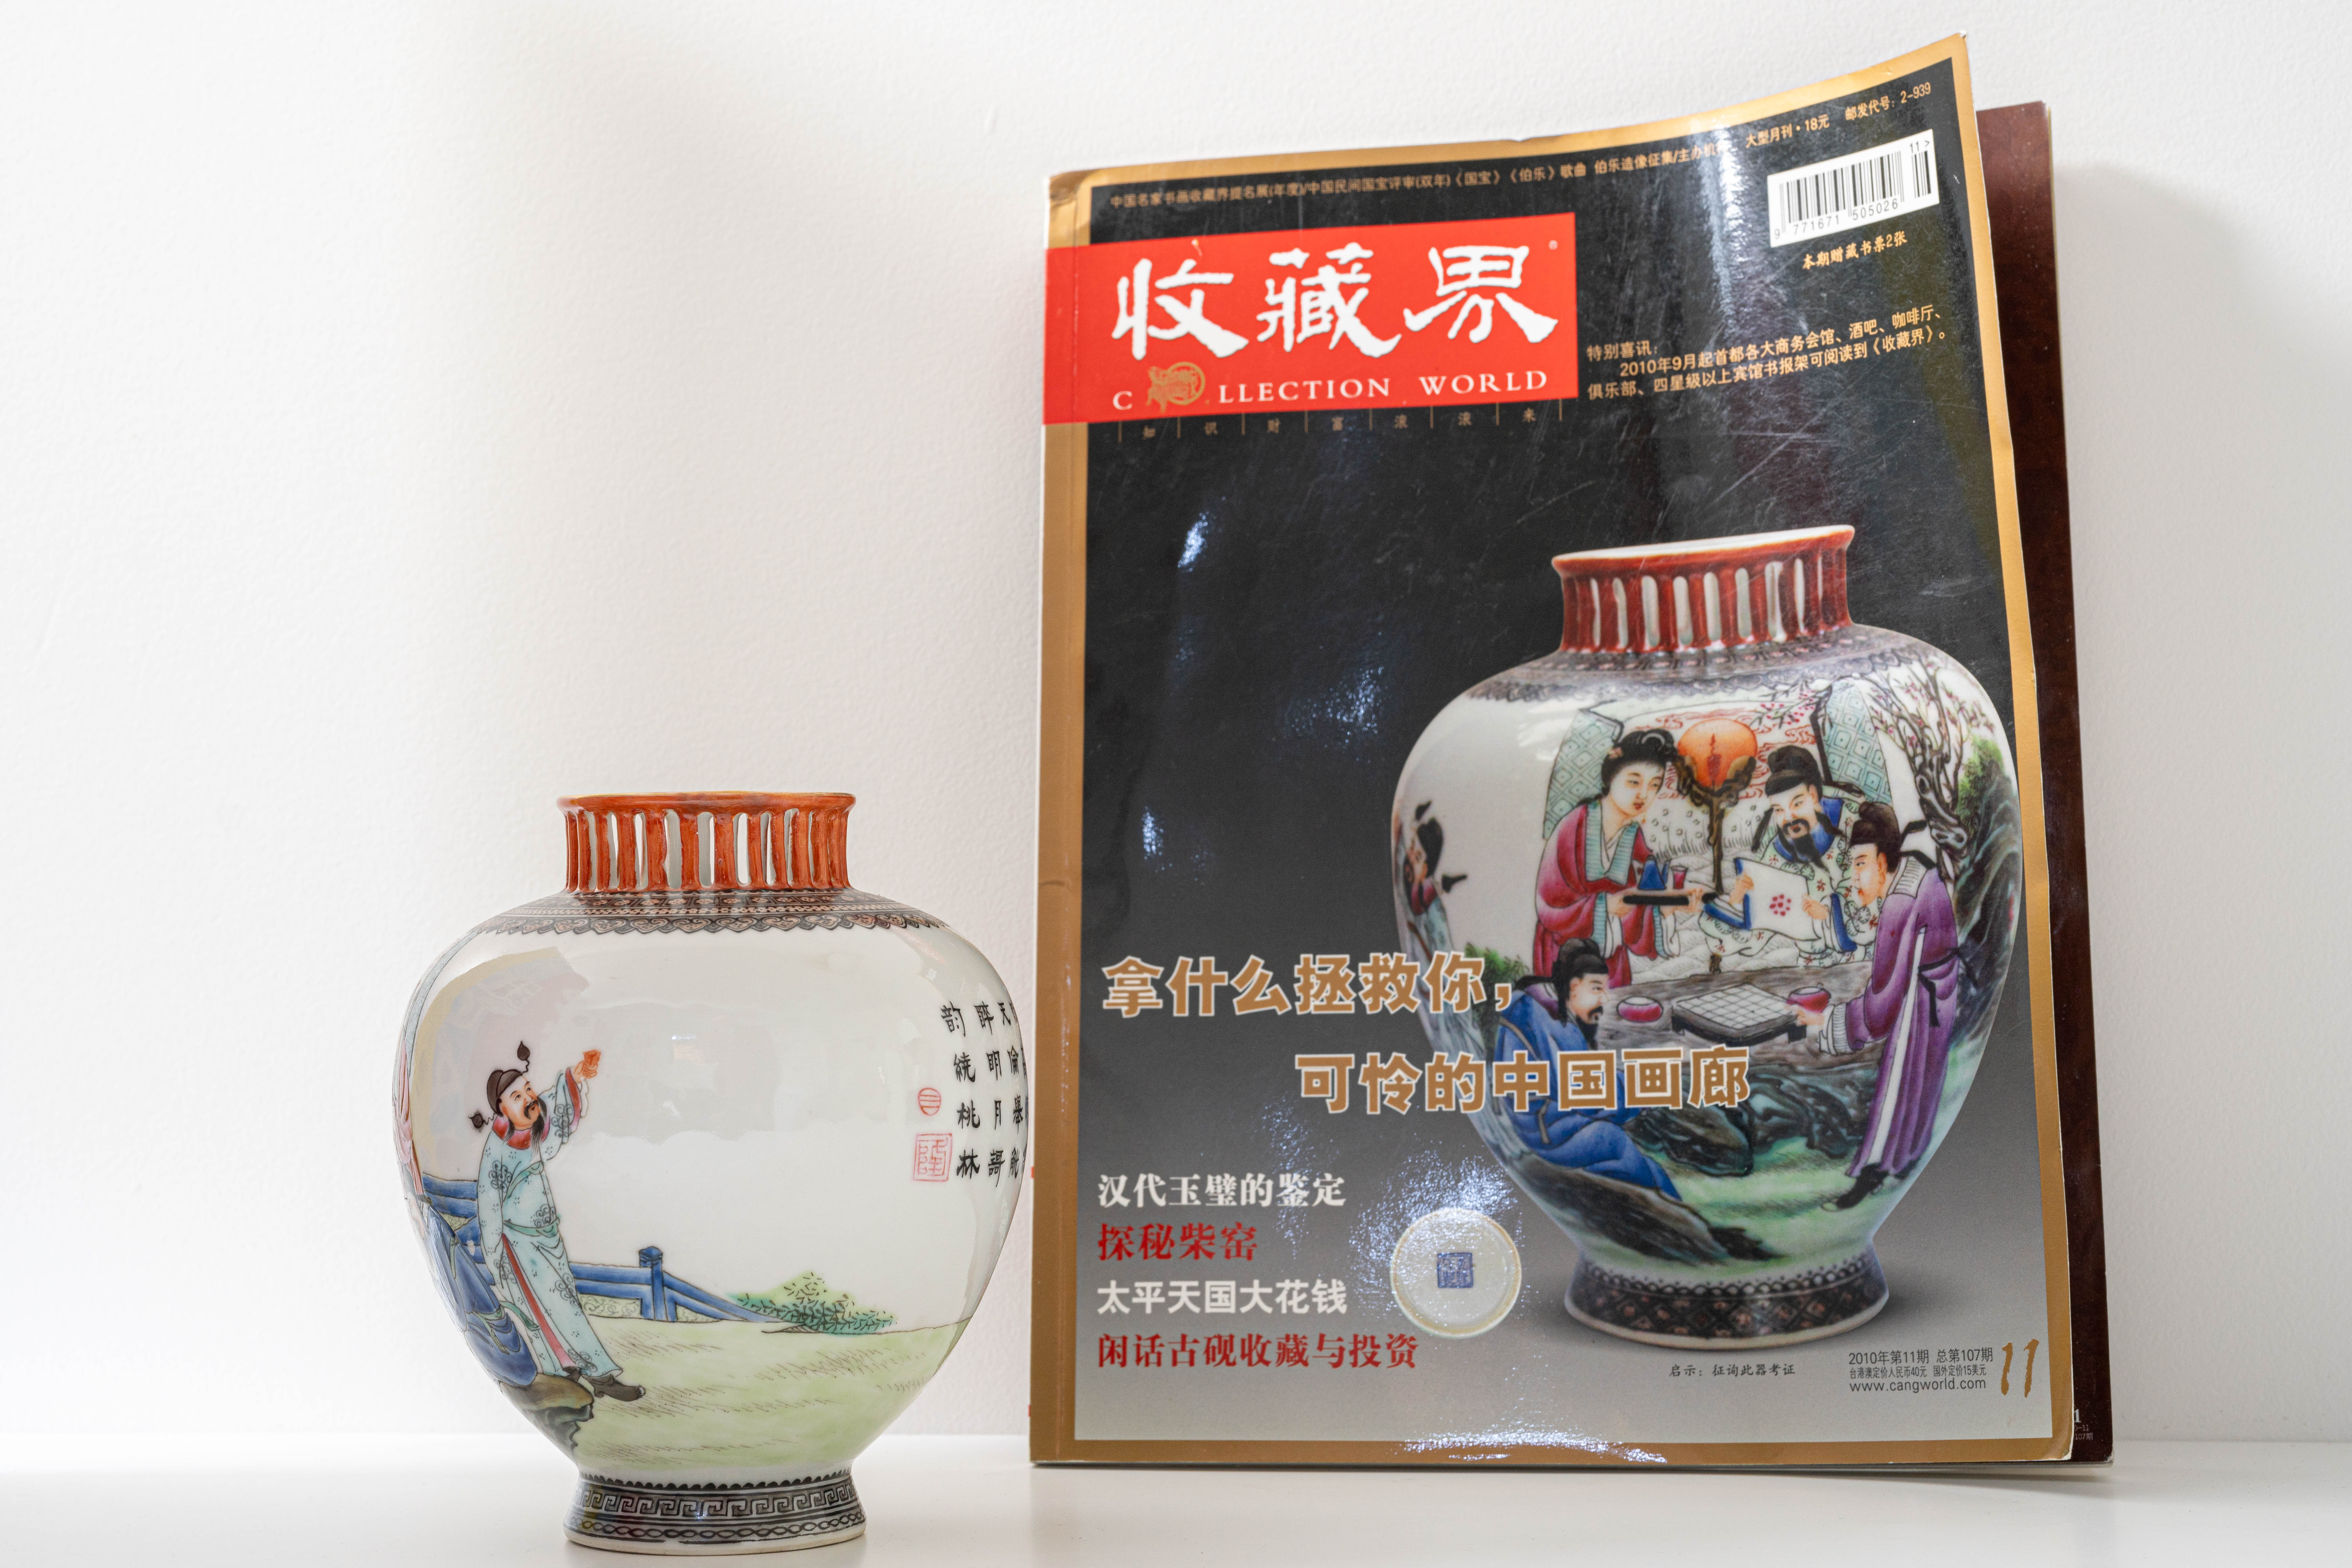 中国名家书画收藏界提名展(年度)/中国民间国宝评审(双年)《国宝》《伯乐》歌曲 伯乐造像征集/主办机 大型月刊·18元 邮发代号：2-939
11>
9 771671 505026
本期赠藏书票2张
收藏界®
C LLECTION WORLD
知 识 财 富 滚 滚 来
特别喜讯：
2010年9月起首都各大商务会馆、酒吧、咖啡厅、
俱乐部、四星级以上宾馆书报架可阅读到《收藏界》。
拿什么拯救你，
可怜的中国画廊
汉代玉璧的鉴定
探秘柴窑
太平天国大花钱
闲话古砚收藏与投资
启示：征询此器考证
2010年第11期 总第107期
台港澳定价人民币40元 国外定价15美元
www.cangworld.com
11
天倫
醉明月謌
韵繞桃林